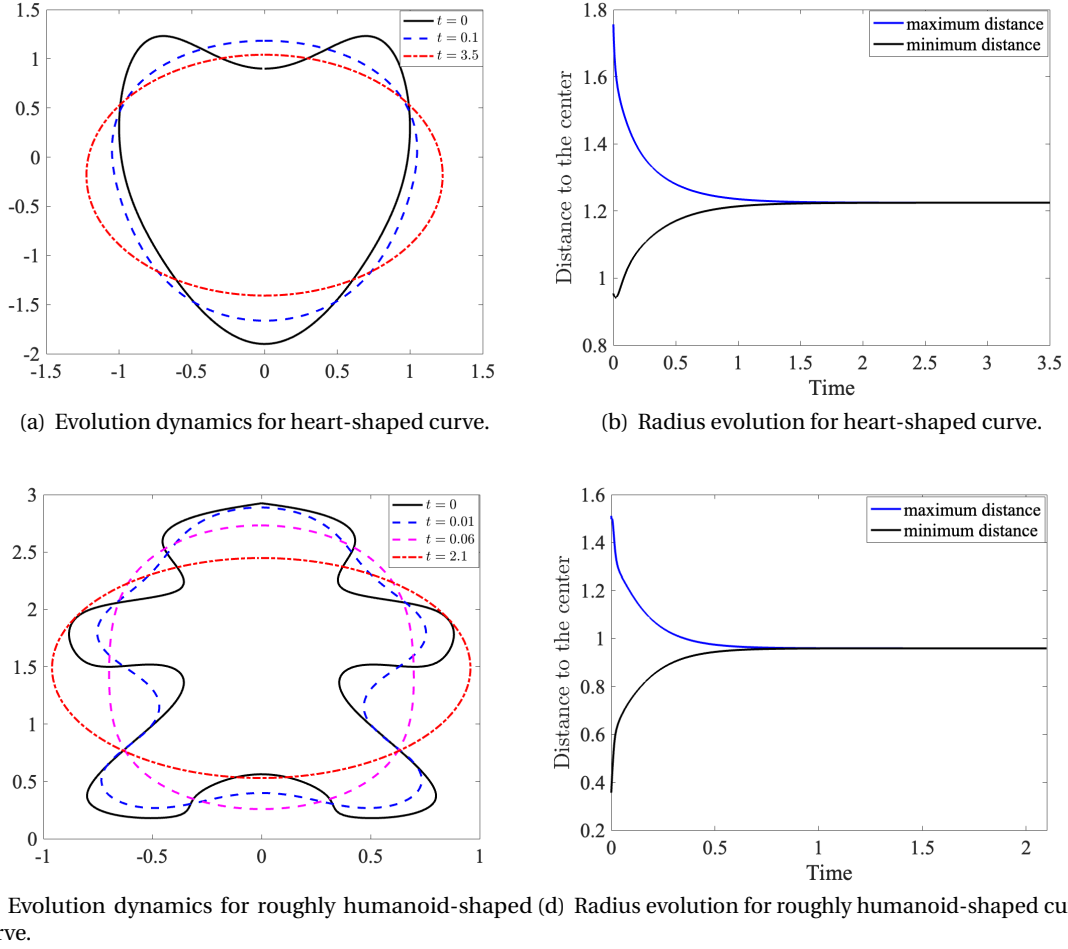 1.5
1
0.5
0
-0.5
-1
-1.5
-2
-1.5 -1 -0.5 0 0.5 1 1.5
t = 0
t = 0.1
t = 3.5
(a) Evolution dynamics for heart-shaped curve.
1.8
1.6
1.4
1.2
1
0.8
0 0.5 1 1.5 2 2.5 3 3.5
Distance to the center
Time
maximum distance
minimum distance
(b) Radius evolution for heart-shaped curve.
3
2.5
2
1.5
1
0.5
0
-1 -0.5 0 0.5 1
t = 0
t = 0.01
t = 0.06
t = 2.1
Evolution dynamics for roughly humanoid-shaped
rve.
1.6
1.4
1.2
1
0.8
0.6
0.4
0.2
0 0.5 1 1.5 2
Distance to the center
Time
maximum distance
minimum distance
(d) Radius evolution for roughly humanoid-shaped cu